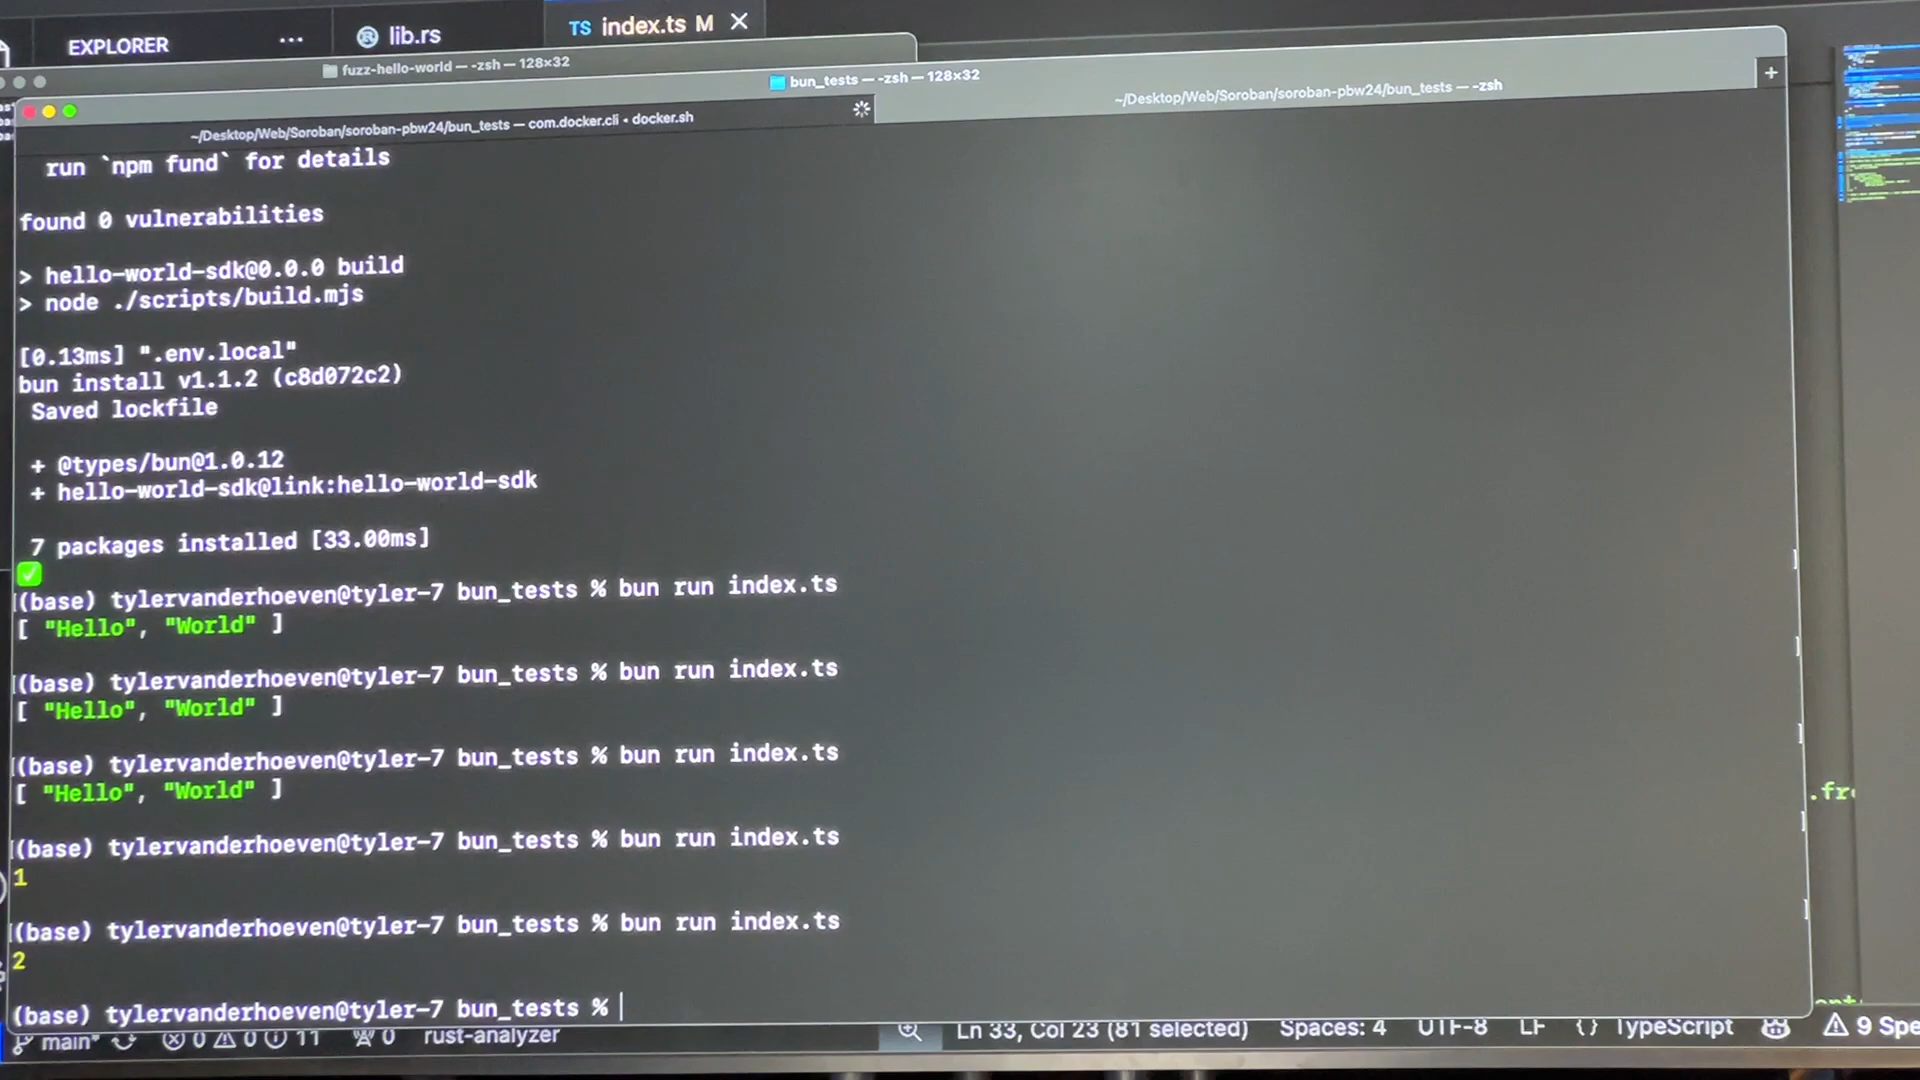 EXPLORER
...
lib.rs
TS index.ts M
fuzz-hello-world — -zsh — 128×32
bun_tests — -zsh — 128×32
~/Desktop/Web/Soroban/soroban-pbw24/bun_tests — com.docker.cli • docker.sh
~/Desktop/Web/Soroban/soroban-pbw24/bun_tests — -zsh
+
run `npm fund` for details
found 0 vulnerabilities
> hello-world-sdk@0.0.0 build
> node ./scripts/build.mjs
[0.13ms] ".env.local"
bun install v1.1.2 (c8d072c2)
Saved lockfile
+ @types/bun@1.0.12
+ hello-world-sdk@link:hello-world-sdk
7 packages installed [33.00ms]
[(base) tylervanderhoeven@tyler-7 bun_tests % bun run index.ts
[ "Hello", "World" ]
[(base) tylervanderhoeven@tyler-7 bun_tests % bun run index.ts
[ "Hello", "World" ]
[(base) tylervanderhoeven@tyler-7 bun_tests % bun run index.ts
[ "Hello", "World" ]
[(base) tylervanderhoeven@tyler-7 bun_tests % bun run index.ts
1
[(base) tylervanderhoeven@tyler-7 bun_tests % bun run index.ts
2
(base) tylervanderhoeven@tyler-7 bun_tests %
main* 0 0 11 0 rust-analyzer Ln 33, Col 23 (81 selected) Spaces: 4 UTF-8 LF {} TypeScript 9 Spe